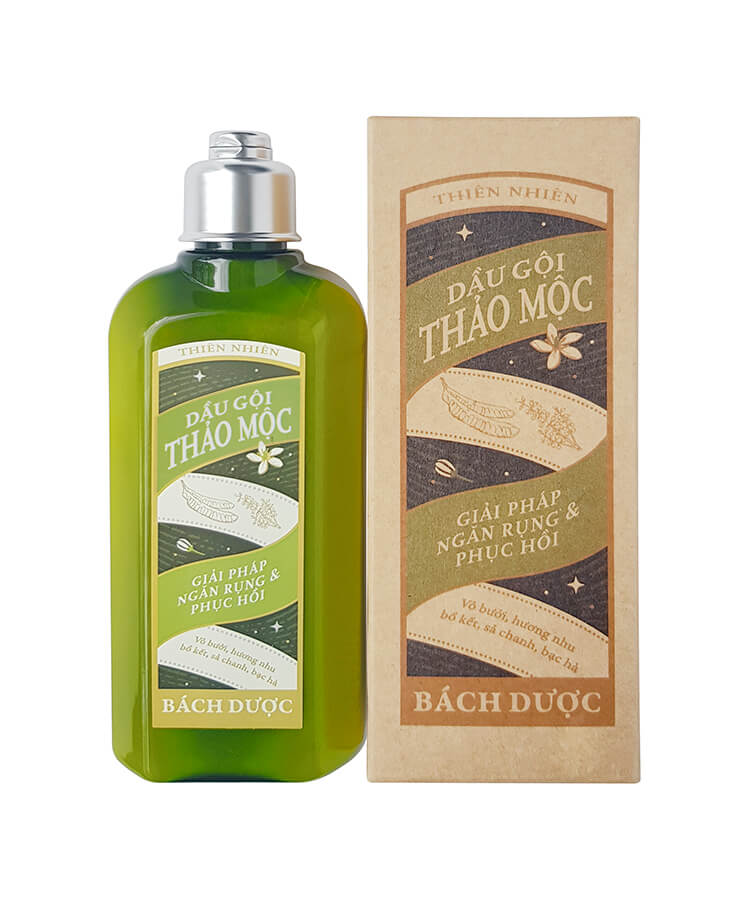 THIÊN NHIÊN
DẦU GỘI
THẢO MỘC
GIẢI PHÁP
NGĂN RỤNG &
PHỤC HỒI
Vỏ bưởi, hương nhu
bồ kết, sả chanh, bạc hà
BÁCH DƯỢC
THIÊN NHIÊN
DẦU GỘI
THẢO MỘC
GIẢI PHÁP
NGĂN RỤNG &
PHỤC HỒI
Vỏ bưởi, hương nhu
bồ kết, sả chanh, bạc hà
BÁCH DƯỢC